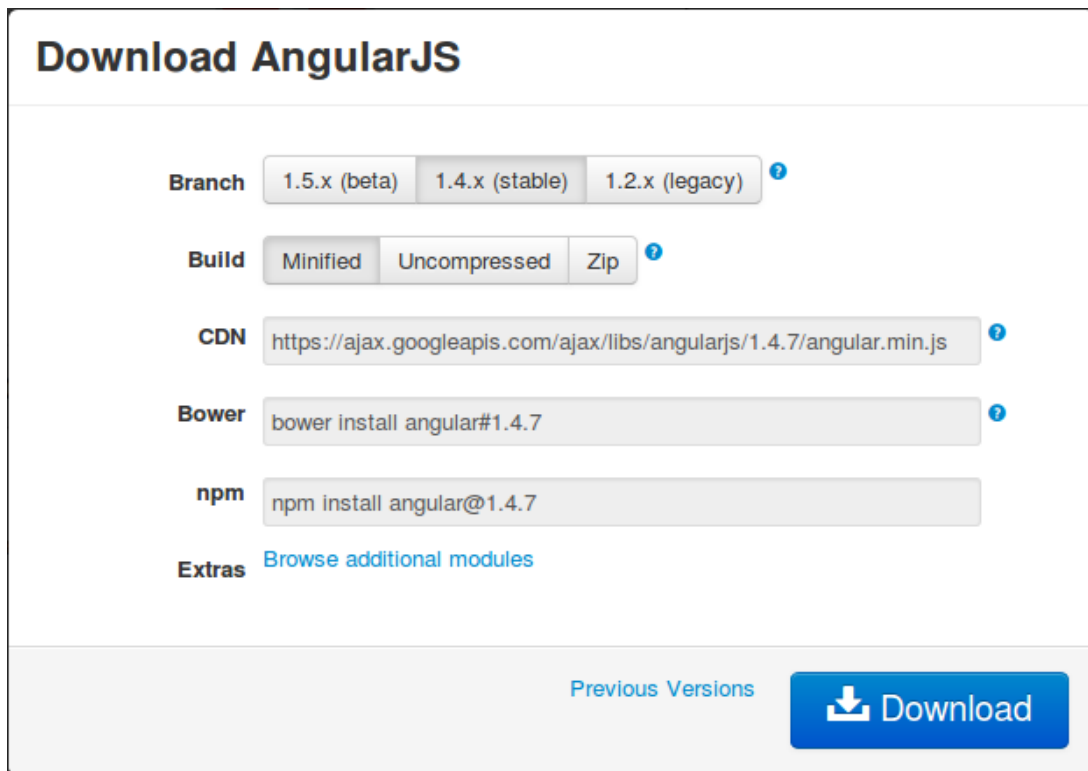 Download AngularJS
Branch 1.5.x (beta) 1.4.x (stable) 1.2.x (legacy) ?
Build Minified Uncompressed Zip ?
CDN https://ajax.googleapis.com/ajax/libs/angularjs/1.4.7/angular.min.js ?
Bower bower install angular#1.4.7 ?
npm npm install angular@1.4.7
Extras Browse additional modules
Previous Versions Download